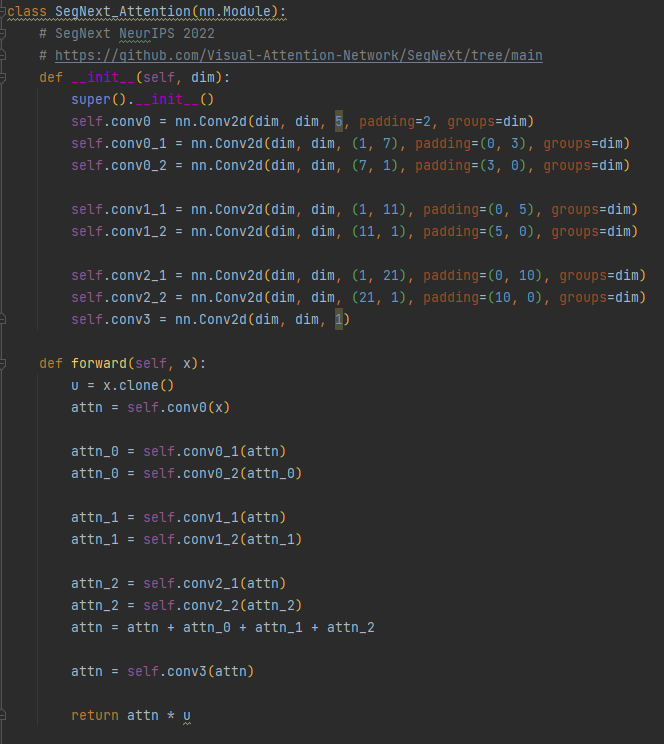 class SegNext_Attention(nn.Module):
    # SegNext NeurIPS 2022
    # https://github.com/Visual-Attention-Network/SegNeXt/tree/main
    def __init__(self, dim):
        super().__init__()
        self.conv0 = nn.Conv2d(dim, dim, 5, padding=2, groups=dim)
        self.conv0_1 = nn.Conv2d(dim, dim, (1, 7), padding=(0, 3), groups=dim)
        self.conv0_2 = nn.Conv2d(dim, dim, (7, 1), padding=(3, 0), groups=dim)

        self.conv1_1 = nn.Conv2d(dim, dim, (1, 11), padding=(0, 5), groups=dim)
        self.conv1_2 = nn.Conv2d(dim, dim, (11, 1), padding=(5, 0), groups=dim)

        self.conv2_1 = nn.Conv2d(dim, dim, (1, 21), padding=(0, 10), groups=dim)
        self.conv2_2 = nn.Conv2d(dim, dim, (21, 1), padding=(10, 0), groups=dim)
        self.conv3 = nn.Conv2d(dim, dim, 1)

    def forward(self, x):
        u = x.clone()
        attn = self.conv0(x)

        attn_0 = self.conv0_1(attn)
        attn_0 = self.conv0_2(attn_0)

        attn_1 = self.conv1_1(attn)
        attn_1 = self.conv1_2(attn_1)

        attn_2 = self.conv2_1(attn)
        attn_2 = self.conv2_2(attn_2)
        attn = attn + attn_0 + attn_1 + attn_2

        attn = self.conv3(attn)

        return attn * u